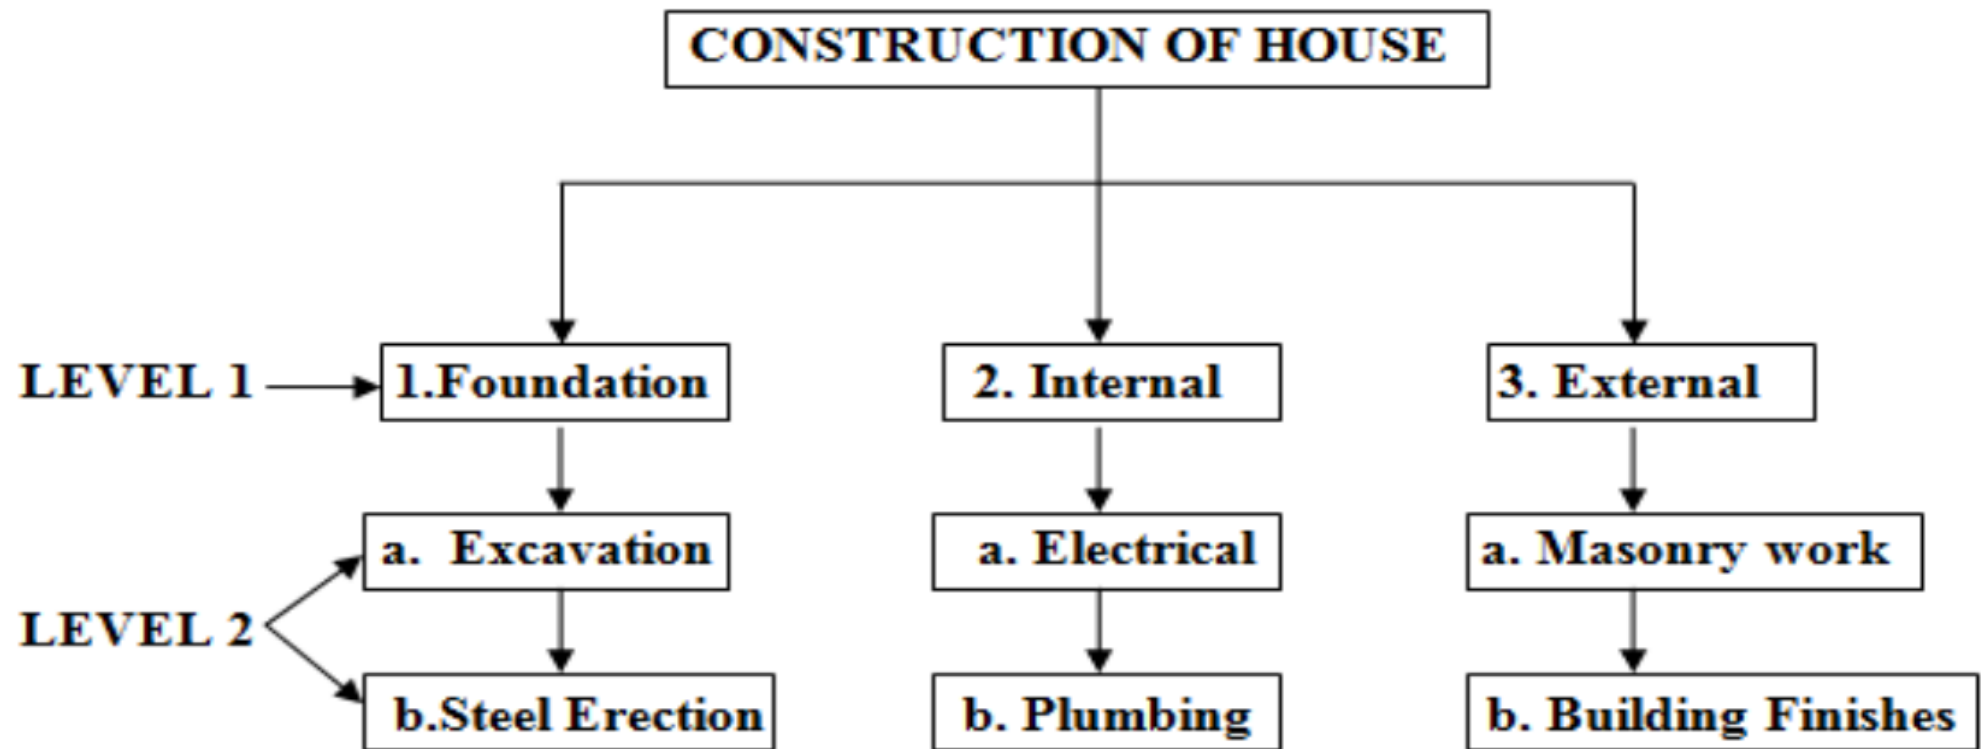 CONSTRUCTION OF HOUSE
LEVEL 1
1.Foundation
2. Internal
3. External
LEVEL 2
a. Excavation
a. Electrical
a. Masonry work
b.Steel Erection
b. Plumbing
b. Building Finishes